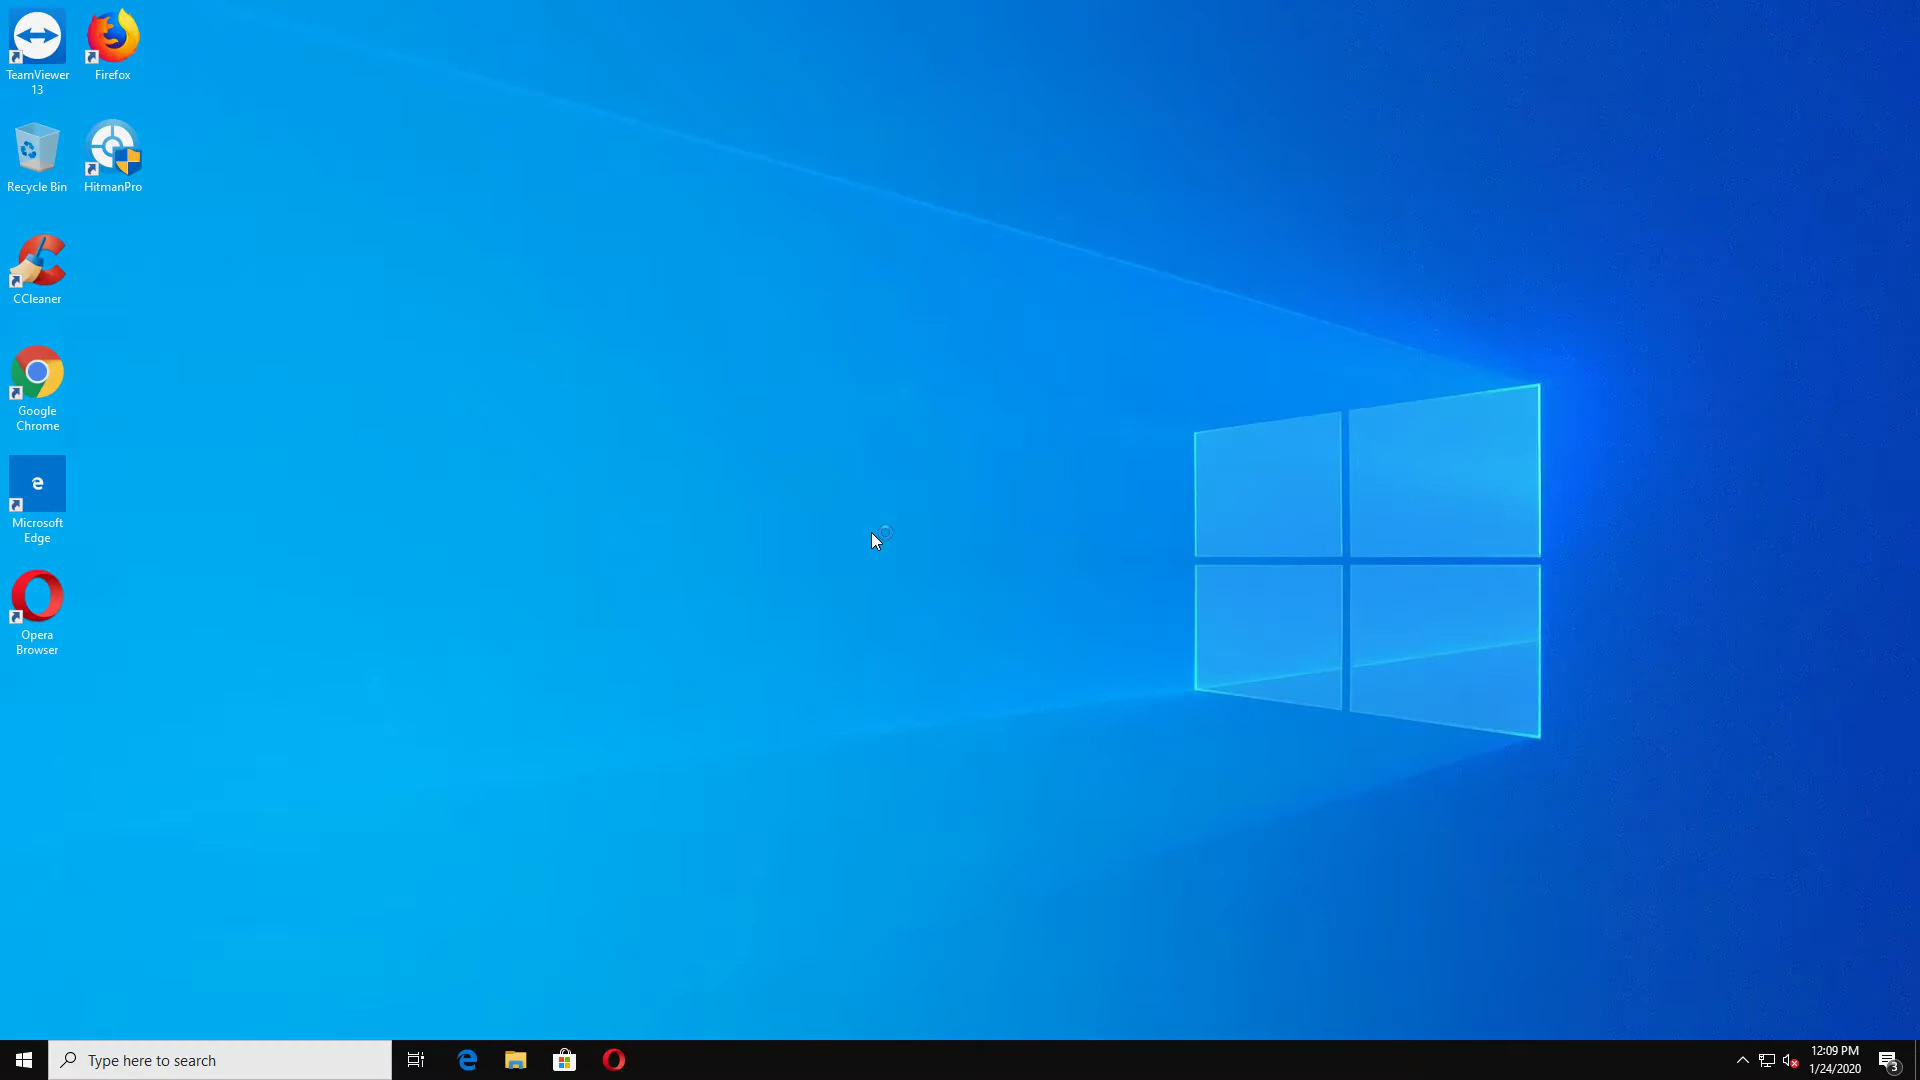 TeamViewer
13
Firefox
Recycle Bin
HitmanPro
CCleaner
Google
Chrome
Microsoft
Edge
Opera
Browser
Type here to search
12:09 PM
1/24/2020
3